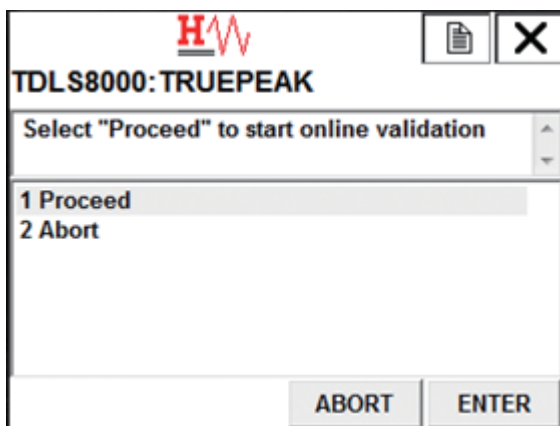 H
TDLS8000:TRUEPEAK
Select "Proceed" to start online validation
1 Proceed
2 Abort
ABORT ENTER